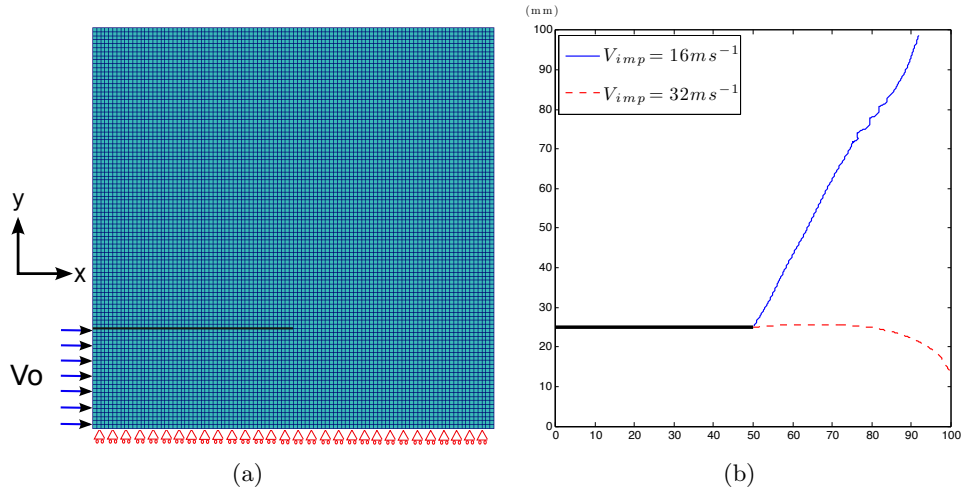 y
x
Vo
(a)
(mm)
100
90
80
70
60
50
40
30
20
10
0
V_{imp} = 16ms^{-1}
V_{imp} = 32ms^{-1}
0 10 20 30 40 50 60 70 80 90 100
(b)